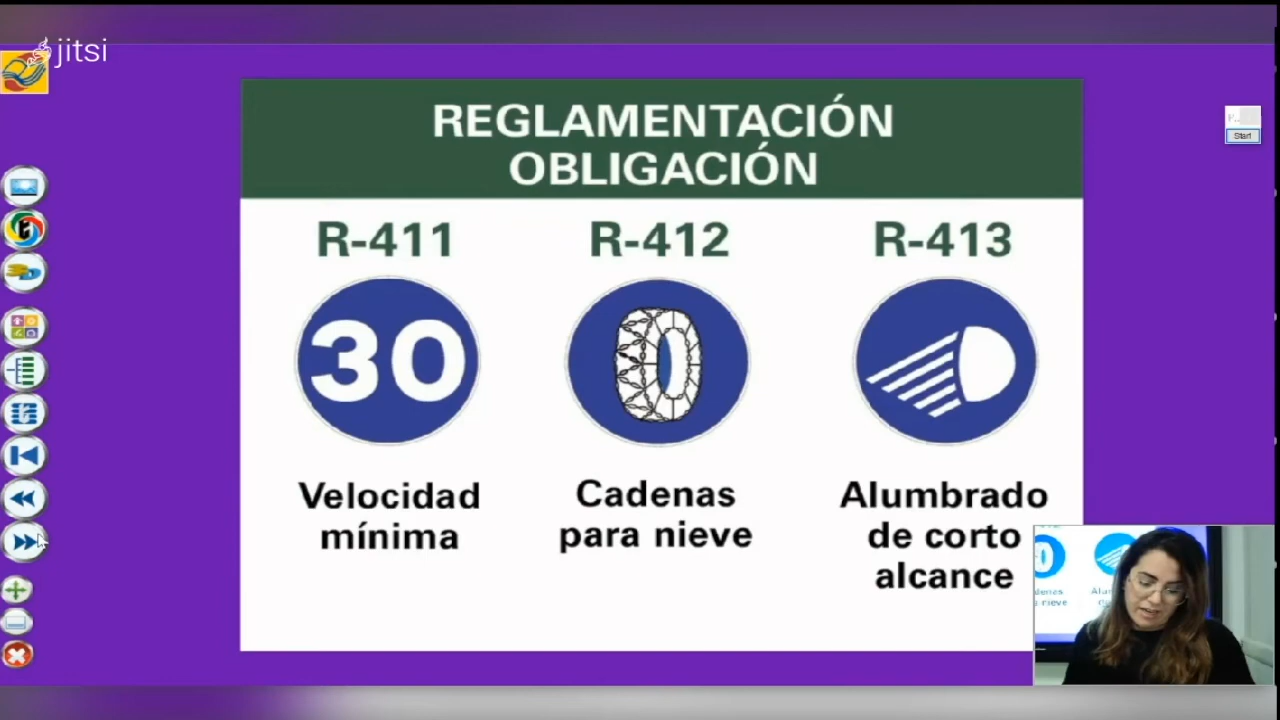 jitsi
REGLAMENTACIÓN
OBLIGACIÓN
Start
R-411
R-412
R-413
30
Velocidad
mínima
Cadenas
para nieve
Alumbrado
de corto
alcance